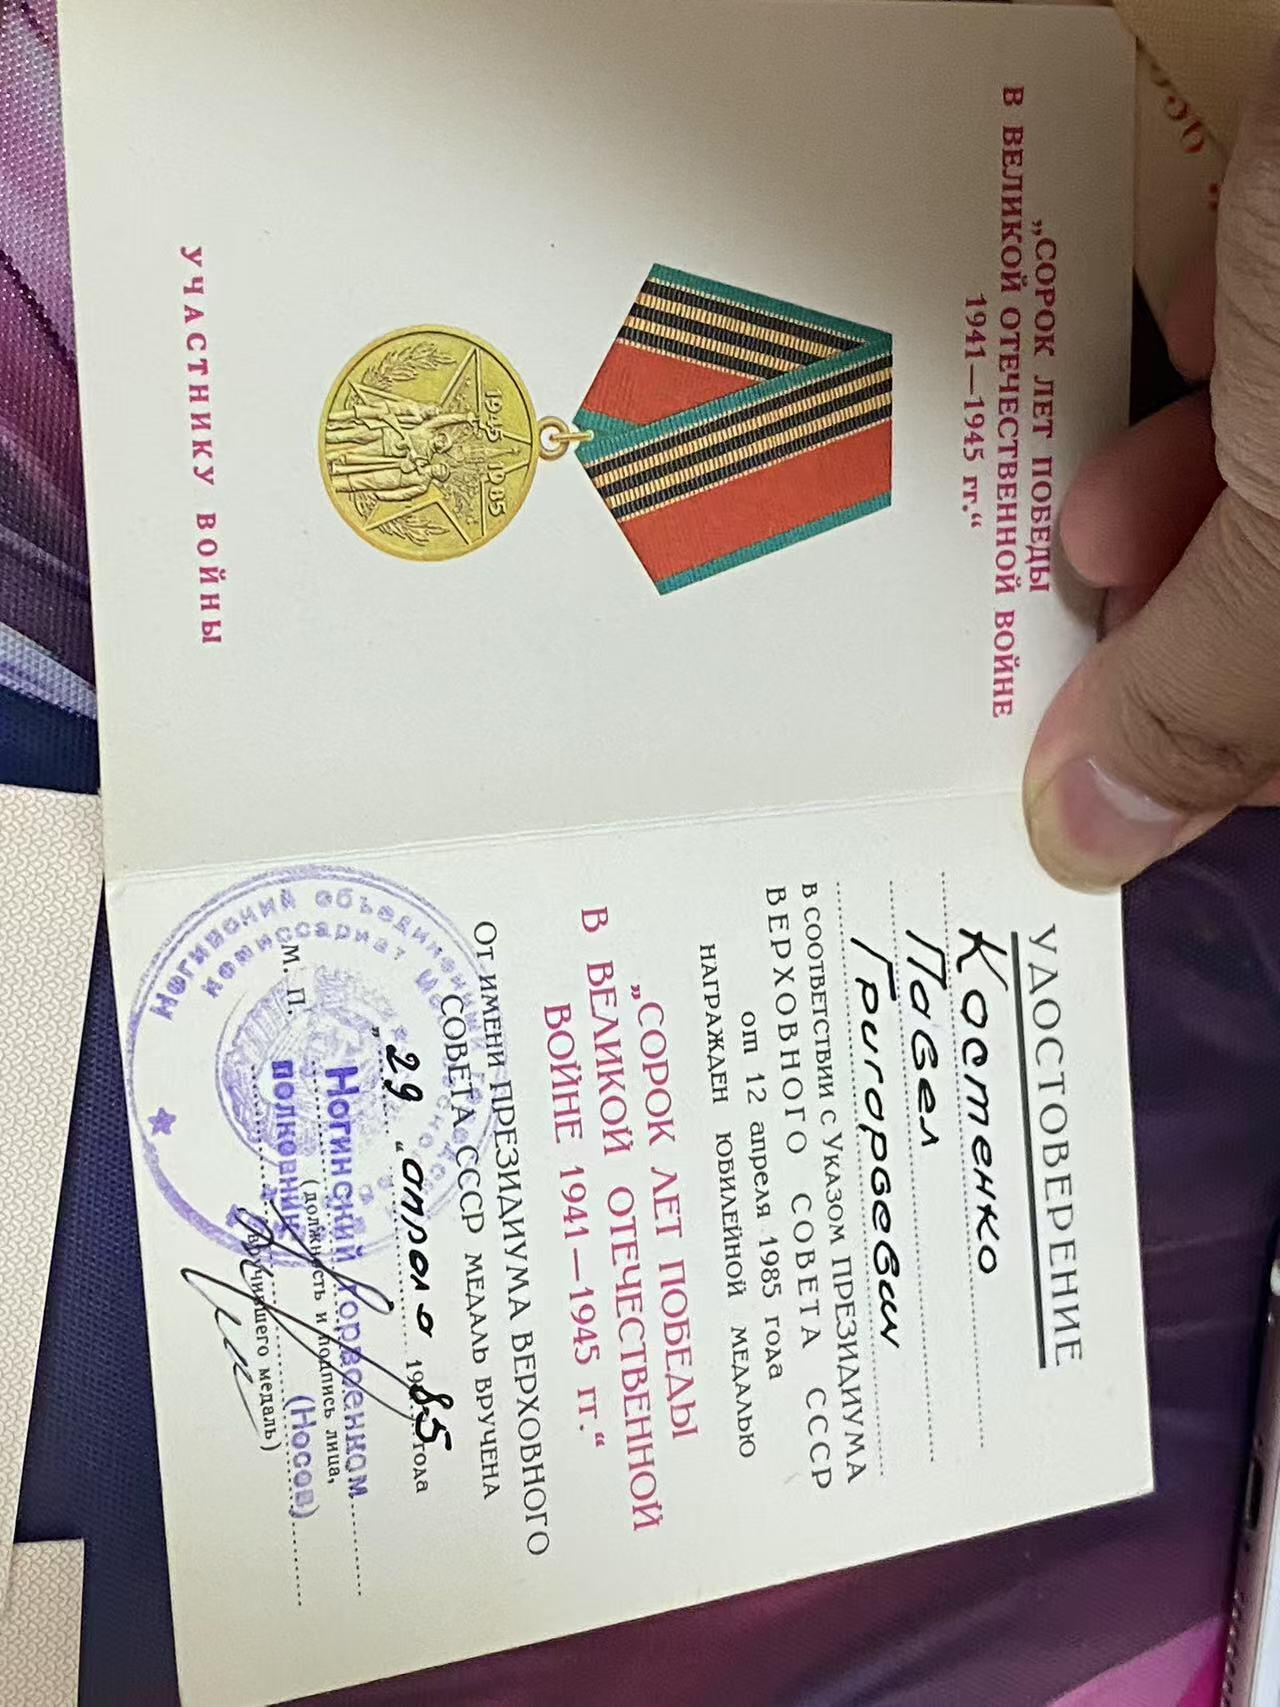 „СОРОК ЛЕТ ПОБЕДЫ
В ВЕЛИКОЙ ОТЕЧЕСТВЕННОЙ ВОЙНЕ
1941—1945 гг.“
1945 1985
УЧАСТНИКУ ВОЙНЫ
УДОСТОВЕРЕНИЕ
Костенко
Павел
Григоревич
В СООТВЕТСТВИИ С УКАЗОМ ПРЕЗИДИУМА
ВЕРХОВНОГО СОВЕТА СССР
от 12 апреля 1985 года
НАГРАЖДЕН ЮБИЛЕЙНОЙ МЕДАЛЬЮ
„СОРОК ЛЕТ ПОБЕДЫ
В ВЕЛИКОЙ ОТЕЧЕСТВЕННОЙ
ВОЙНЕ 1941—1945 гг.“
От имени ПРЕЗИДИУМА ВЕРХОВНОГО
СОВЕТА СССР МЕДАЛЬ ВРУЧЕНА
„29“ апреля 1985 года
Ногинский горвоенком
М. П. (должность и подпись лица,
полковник (Носов)
вручившего медаль)
Ногинский объединенный
комиссариат